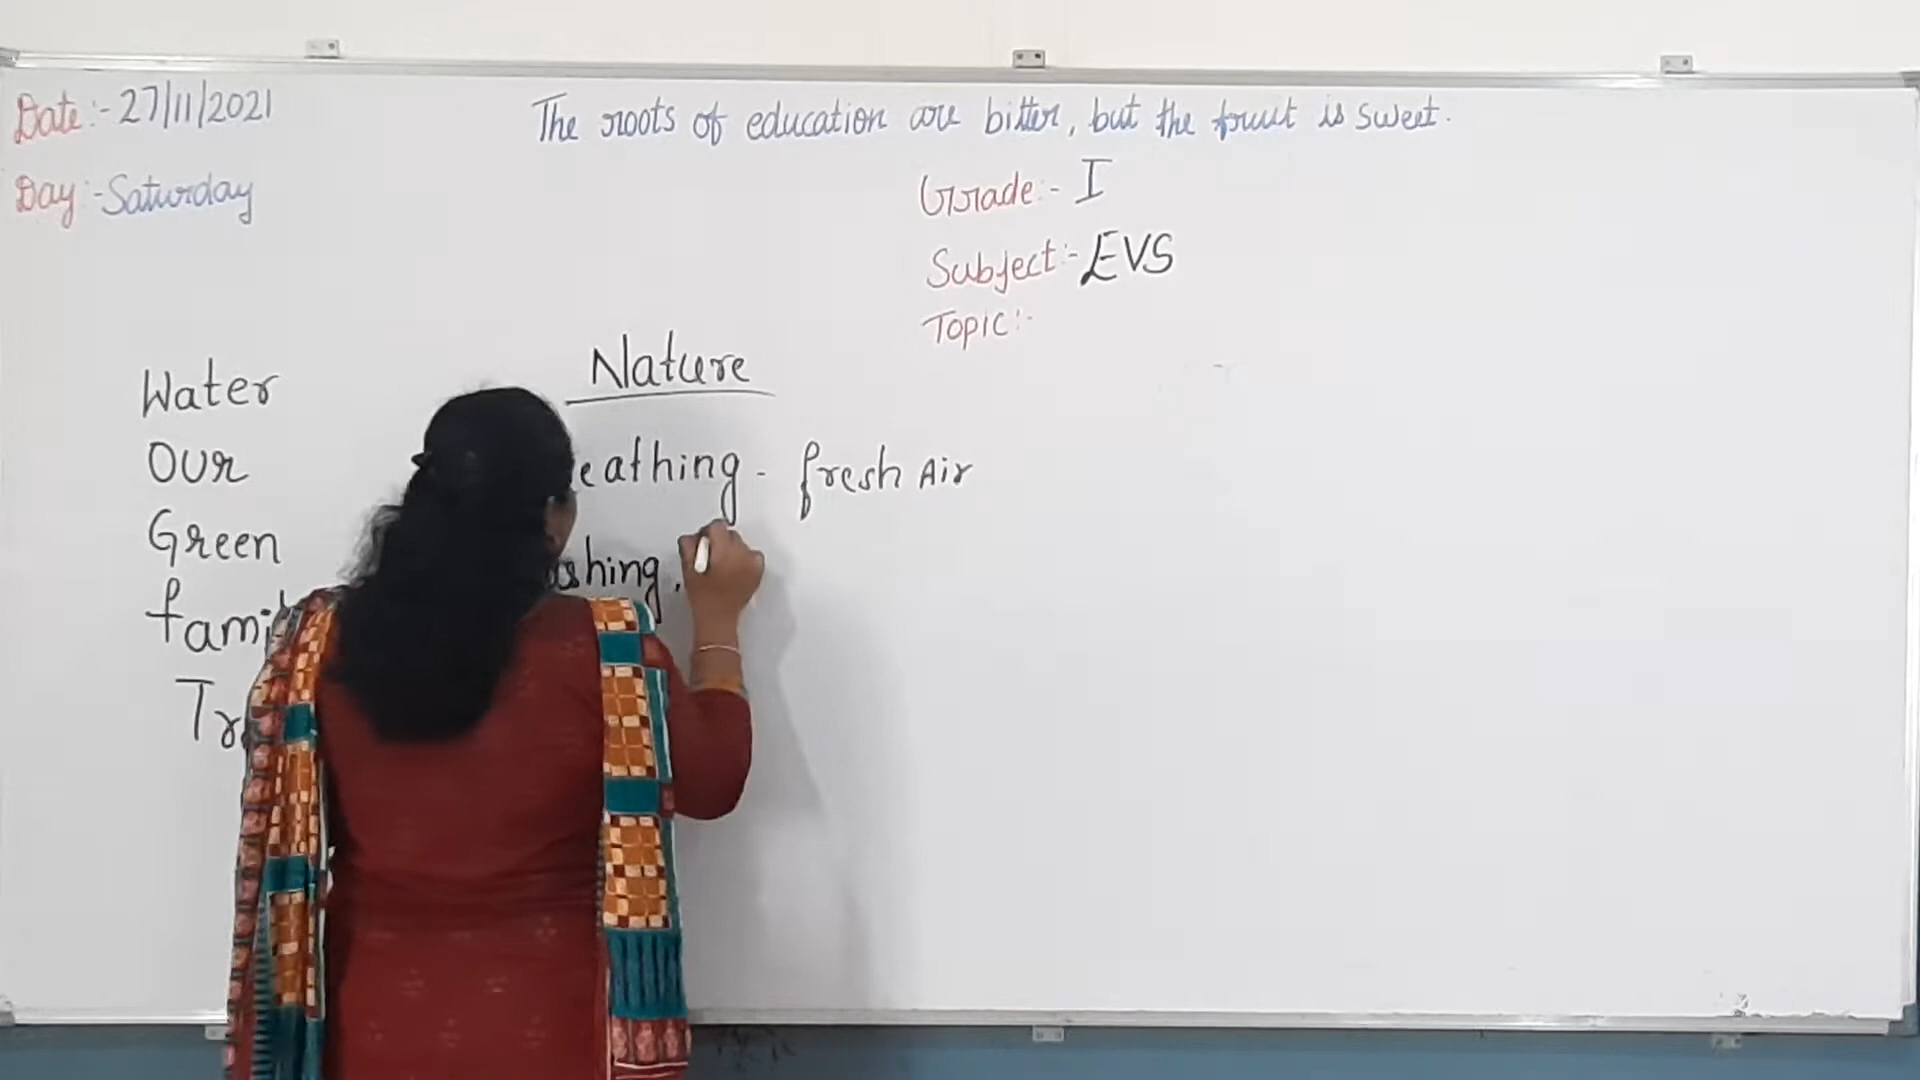 Date:- 27/11/2021
The roots of education are bitter, but the fruit is sweet.
Day:- Saturday
Grade:- I
Subject:- EVS
Topic:-
Nature
Water
Our
eathing - fresh Air
Green
shing.
famil
Tr